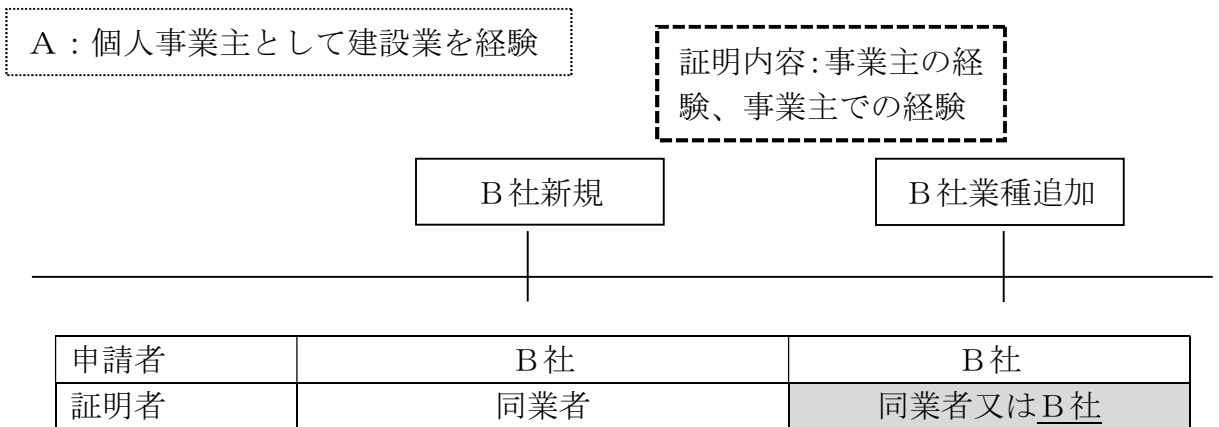 A：個人事業主として建設業を経験
証明内容：事業主の経
験、事業主での経験
B社新規
B社業種追加
申請者 B社 B社
証明者 同業者 同業者又はB社